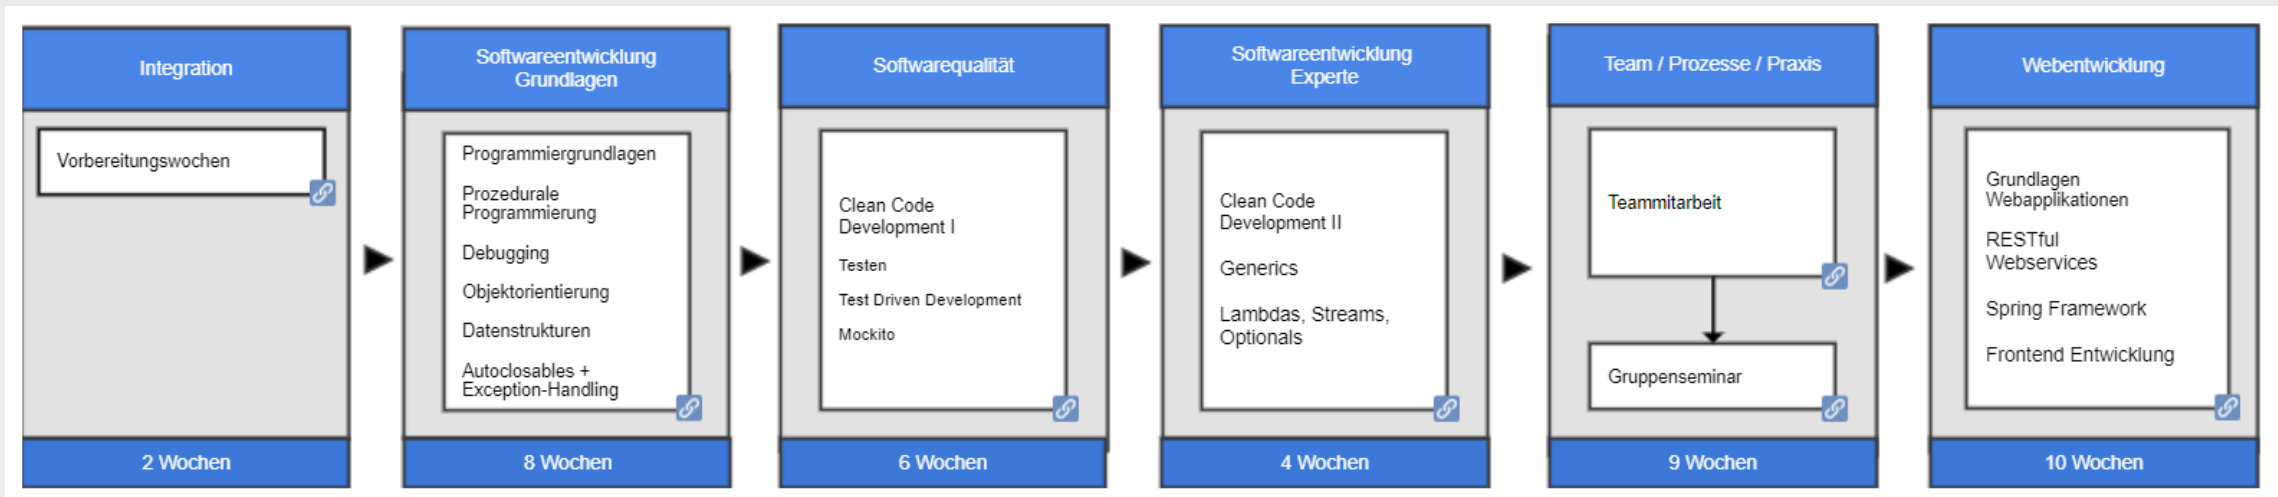 Integration
Vorbereitungswochen
2 Wochen
Softwareentwicklung
Grundlagen
Programmiergrundlagen
Prozedurale
Programmierung
Debugging
Objektorientierung
Datenstrukturen
Autoclosables +
Exception-Handling
8 Wochen
Softwarequalität
Clean Code
Development I
Testen
Test Driven Development
Mockito
6 Wochen
Softwareentwicklung
Experte
Clean Code
Development II
Generics
Lambdas, Streams,
Optionals
4 Wochen
Team / Prozesse / Praxis
Teammitarbeit
Gruppenseminar
9 Wochen
Webentwicklung
Grundlagen
Webapplikationen
RESTful
Webservices
Spring Framework
Frontend Entwicklung
10 Wochen